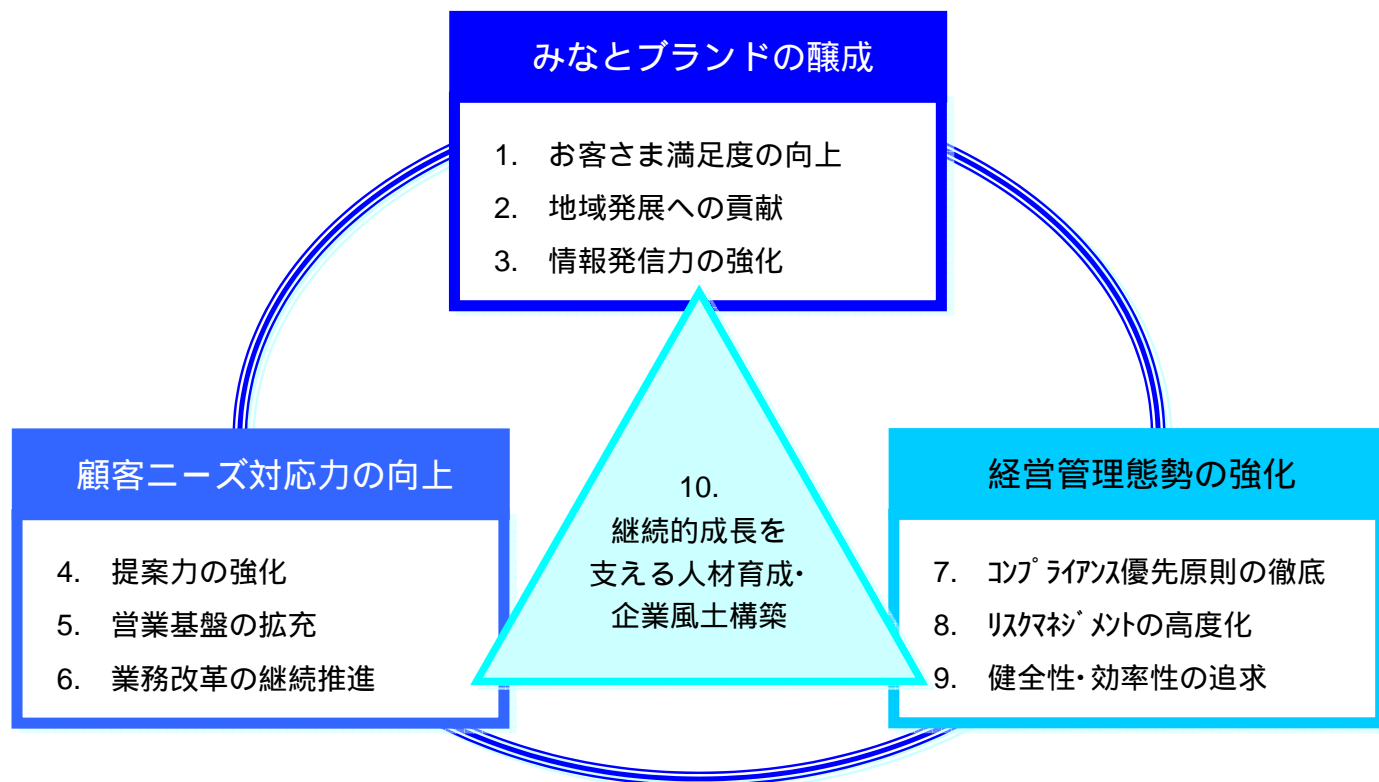 みなとブランドの醸成
1. お客さま満足度の向上
2. 地域発展への貢献
3. 情報発信力の強化
顧客ニーズ対応力の向上
4. 提案力の強化
5. 営業基盤の拡充
6. 業務改革の継続推進
10.
継続的成長を
支える人材育成・
企業風土構築
経営管理態勢の強化
7. ｺﾝﾌﾟﾗｲｱﾝｽ優先原則の徹底
8. ﾘｽｸﾏﾈｼﾞﾒﾝﾄの高度化
9. 健全性・効率性の追求